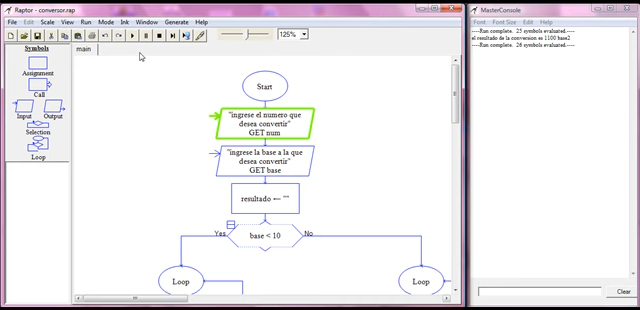 Raptor - conversor.rap
File Edit Scale View Run Mode Ink Window Generate Help
125%
Symbols
Assignment
Call
Input Output
Selection
Loop
main
Start
"ingrese el numero que
desea convertir"
GET num
"ingrese la base a la que
desea convertir"
GET base
resultado ← ""
Yes base < 10 No
Loop Loop
MasterConsole
Font Font Size Edit Help
----Run complete. 25 symbols evaluated.----
el resultado de la conversion es 1100 base2
----Run complete. 26 symbols evaluated.----
Clear